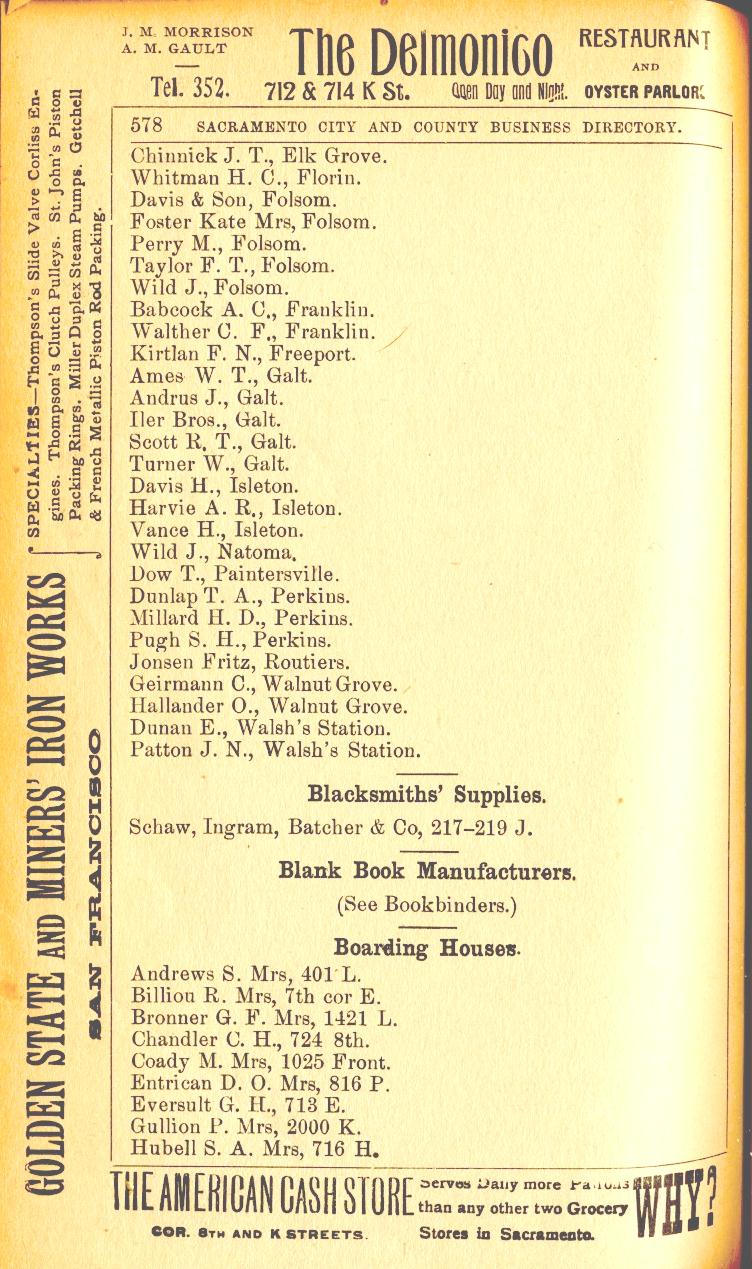 J. M. MORRISON
A. M. GAULT
Tel. 352.
The Delmonico
712 & 714 K St. Open Day and Night.
RESTAURANT
AND
OYSTER PARLOR
578 SACRAMENTO CITY AND COUNTY BUSINESS DIRECTORY.
Chinnick J. T., Elk Grove.
Whitman H. C., Florin.
Davis & Son, Folsom.
Foster Kate Mrs, Folsom.
Perry M., Folsom.
Taylor F. T., Folsom.
Wild J., Folsom.
Babcock A. C., Franklin.
Walther C. F., Franklin.
Kirtlan F. N., Freeport.
Ames W. T., Galt.
Andrus J., Galt.
Iler Bros., Galt.
Scott R. T., Galt.
Turner W., Galt.
Davis H., Isleton.
Harvie A. R., Isleton.
Vance H., Isleton.
Wild J., Natoma.
Dow T., Paintersville.
Dunlap T. A., Perkins.
Millard H. D., Perkins.
Pugh S. H., Perkins.
Jonsen Fritz, Routiers.
Geirmann C., Walnut Grove.
Hallander O., Walnut Grove.
Dunan E., Walsh's Station.
Patton J. N., Walsh's Station.
Blacksmiths' Supplies.
Schaw, Ingram, Batcher & Co, 217–219 J.
Blank Book Manufacturers.
(See Bookbinders.)
Boarding Houses.
Andrews S. Mrs, 401 L.
Billiou R. Mrs, 7th cor E.
Bronner G. F. Mrs, 1421 L.
Chandler C. H., 724 8th.
Coady M. Mrs, 1025 Front.
Entrican D. O. Mrs, 816 P.
Eversult G. H., 713 E.
Gullion P. Mrs, 2000 K.
Hubell S. A. Mrs, 716 H.
THE AMERICAN CASH STORE
COR. 8TH AND K STREETS.
Serves Daily more Patrons
than any other two Grocery
Stores in Sacramento.
WHY?
GOLDEN STATE AND MINERS' IRON WORKS
SAN FRANCISCO
SPECIALTIES—Thompson's Slide Valve Corliss En-
gines. Thompson's Clutch Pulleys. St. John's Piston
Packing Rings. Miller Duplex Steam Pumps. Getchell
& French Metallic Piston Rod Packing.